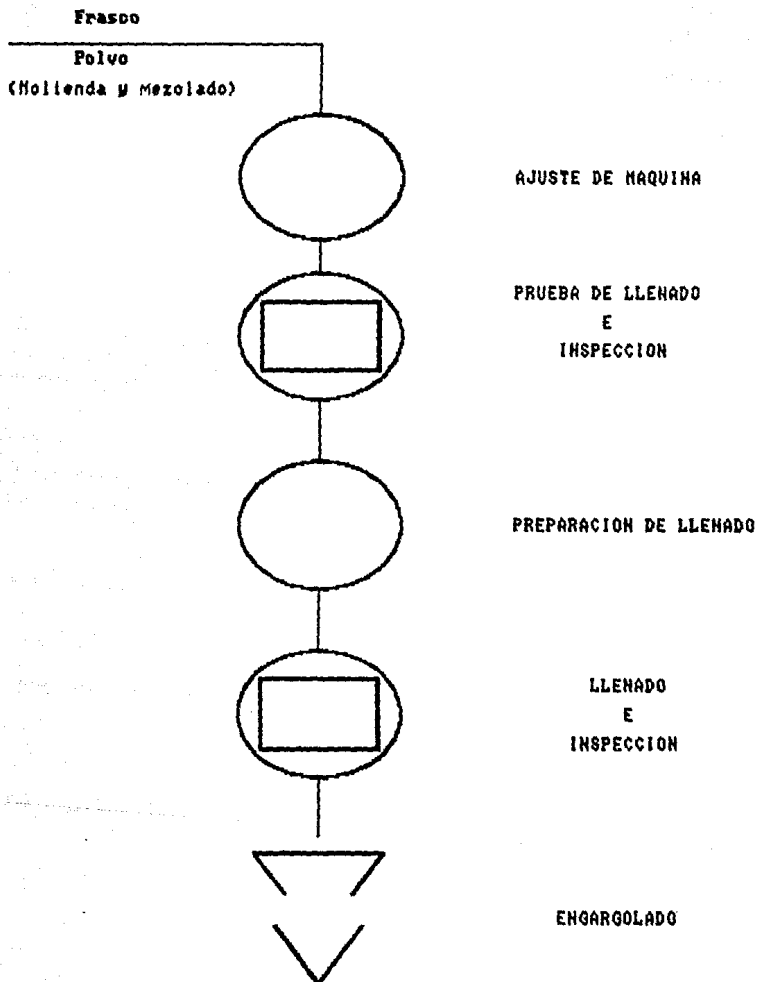 Frasco
Polvo
(Molienda y Mezclado)
AJUSTE DE MAQUINA
PRUEBA DE LLENADO
E
INSPECCION
PREPARACION DE LLENADO
LLENADO
E
INSPECCION
ENGARGOLADO